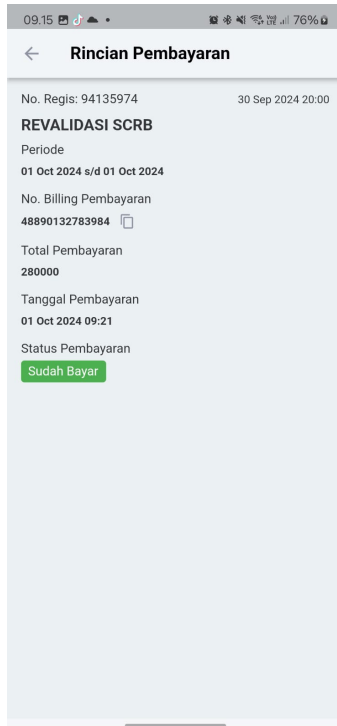 09.15 76%
Rincian Pembayaran
No. Regis: 94135974 30 Sep 2024 20:00
REVALIDASI SCRB
Periode
01 Oct 2024 s/d 01 Oct 2024
No. Billing Pembayaran
48890132783984
Total Pembayaran
280000
Tanggal Pembayaran
01 Oct 2024 09:21
Status Pembayaran
Sudah Bayar